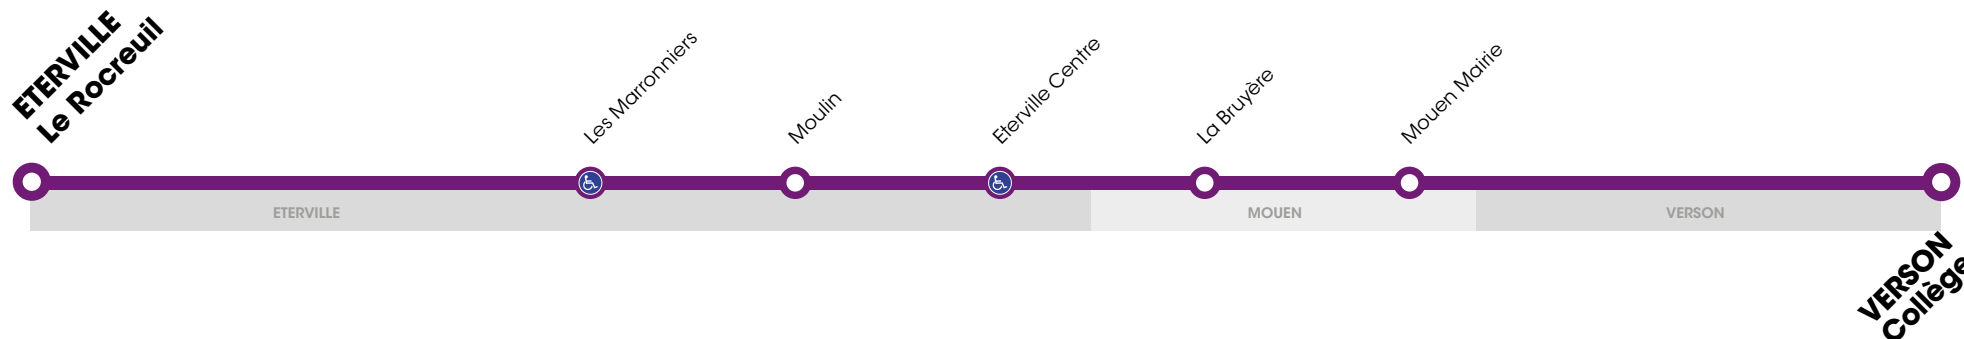 ETERVILLE
Le Rocreuil
Les Marronniers
Moulin
Eterville Centre
La Bruyère
Mouen Mairie
ETERVILLE
MOUEN
VERSON
VERSON
Collège